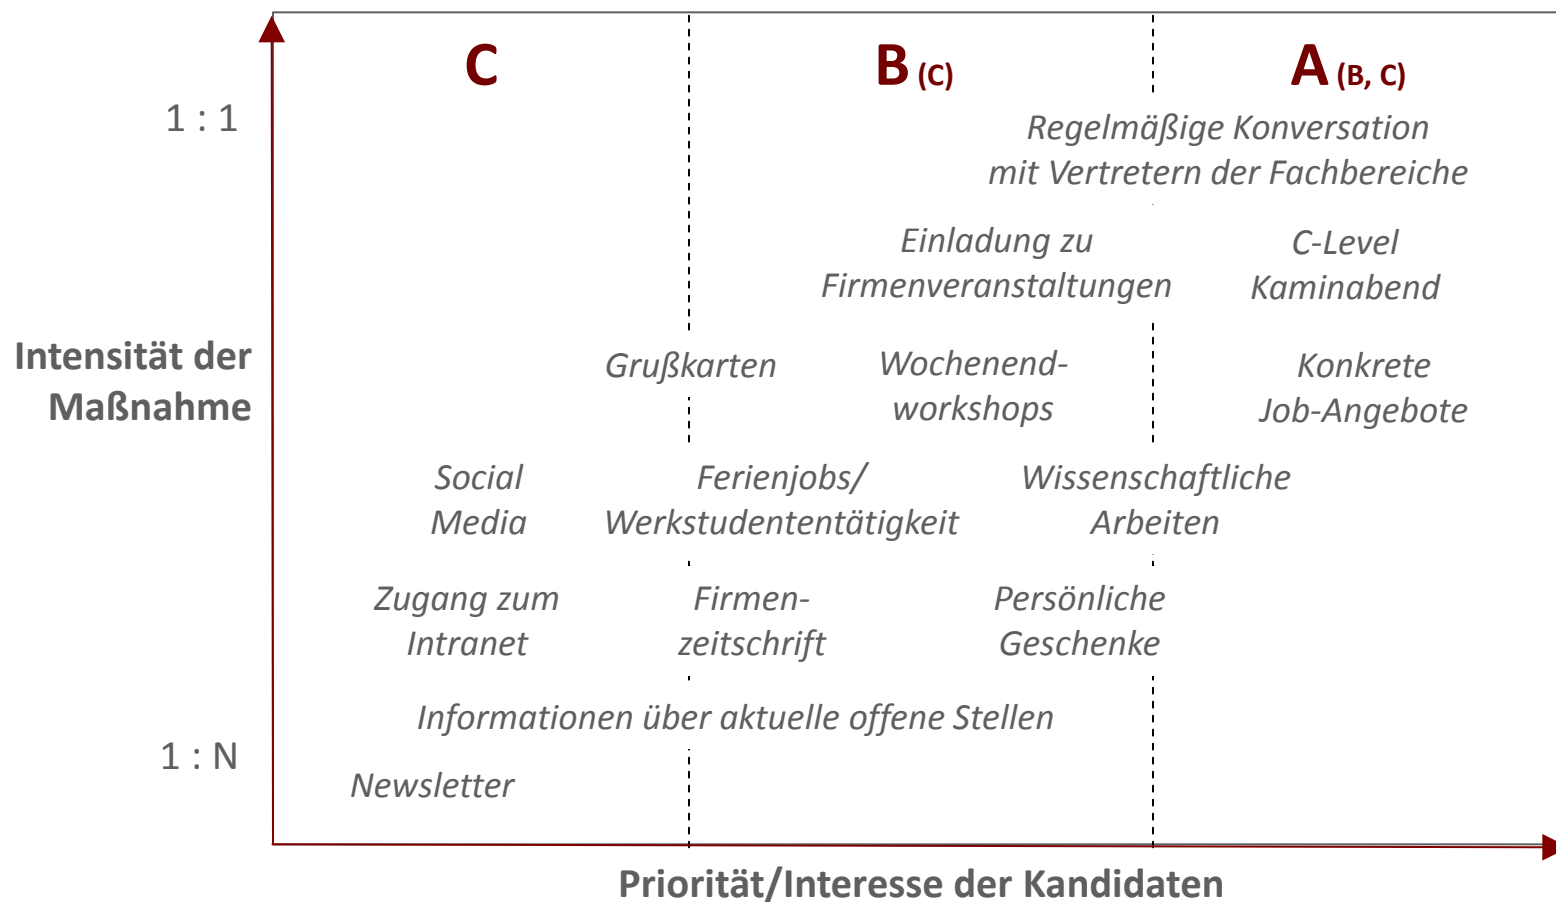 C
B (C)
A (B, C)
1 : 1
Regelmäßige Konversation
mit Vertretern der Fachbereiche
Einladung zu
Firmenveranstaltungen
C-Level
Kaminabend
Intensität der
Maßnahme
Grußkarten
Wochenend-
workshops
Konkrete
Job-Angebote
Social
Media
Ferienjobs/
Werkstudententätigkeit
Wissenschaftliche
Arbeiten
Zugang zum
Intranet
Firmen-
zeitschrift
Persönliche
Geschenke
Informationen über aktuelle offene Stellen
1 : N
Newsletter
Priorität/Interesse der Kandidaten